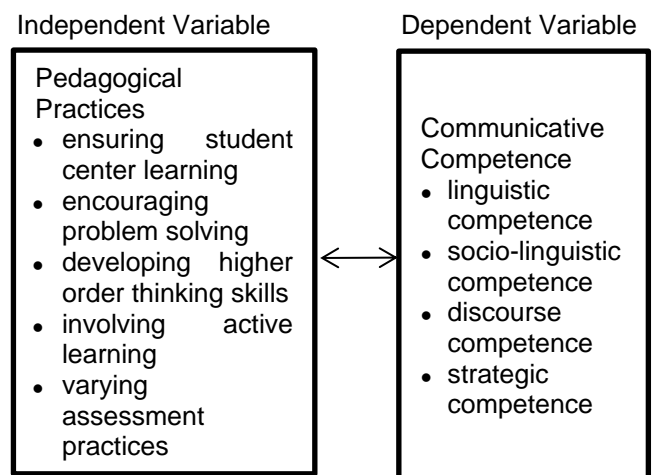 Independent Variable
Dependent Variable
Pedagogical
Practices
• ensuring student
center learning
• encouraging
problem solving
• developing higher
order thinking skills
• involving active
learning
• varying
assessment
practices
Communicative
Competence
• linguistic
competence
• socio-linguistic
competence
• discourse
competence
• strategic
competence